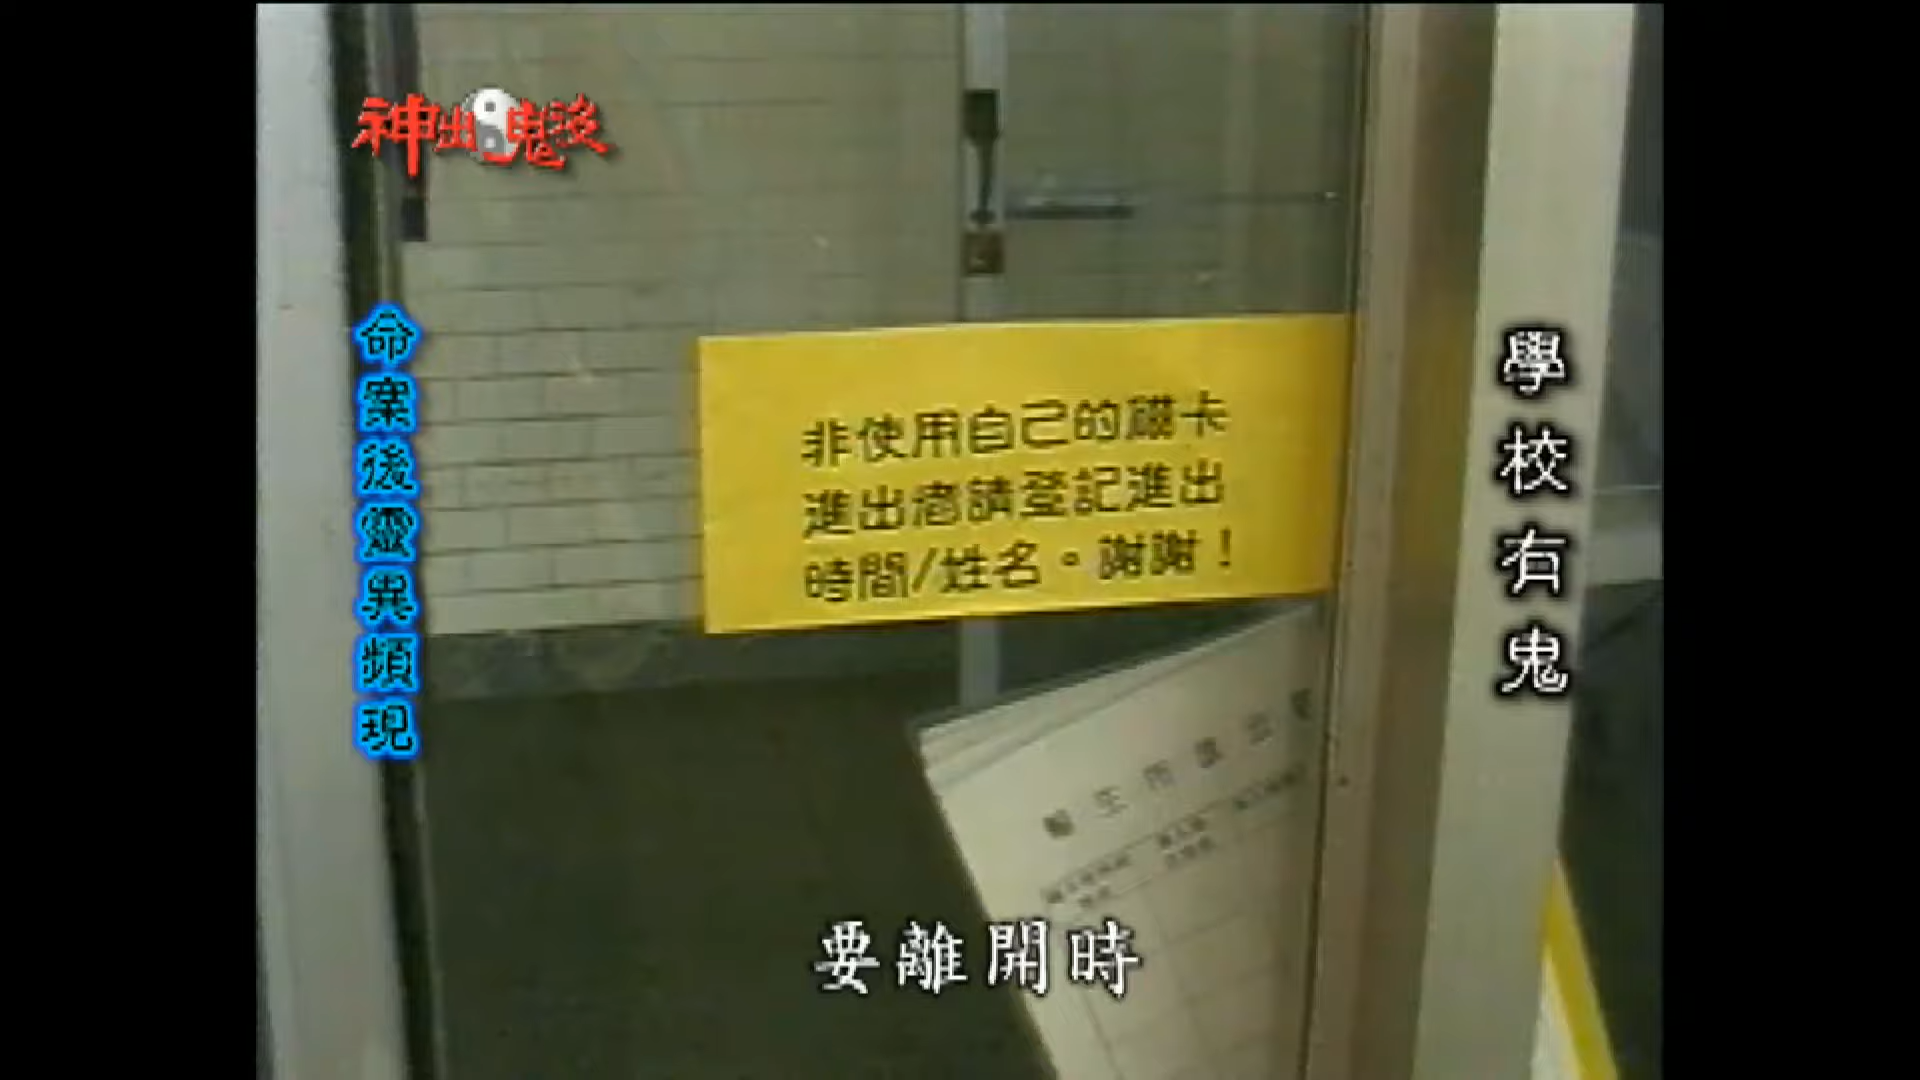 神出鬼沒
命案後靈異頻現
學校有鬼
非使用自己的磁卡
進出者請登記進出
時間/姓名。謝謝！
要離開時